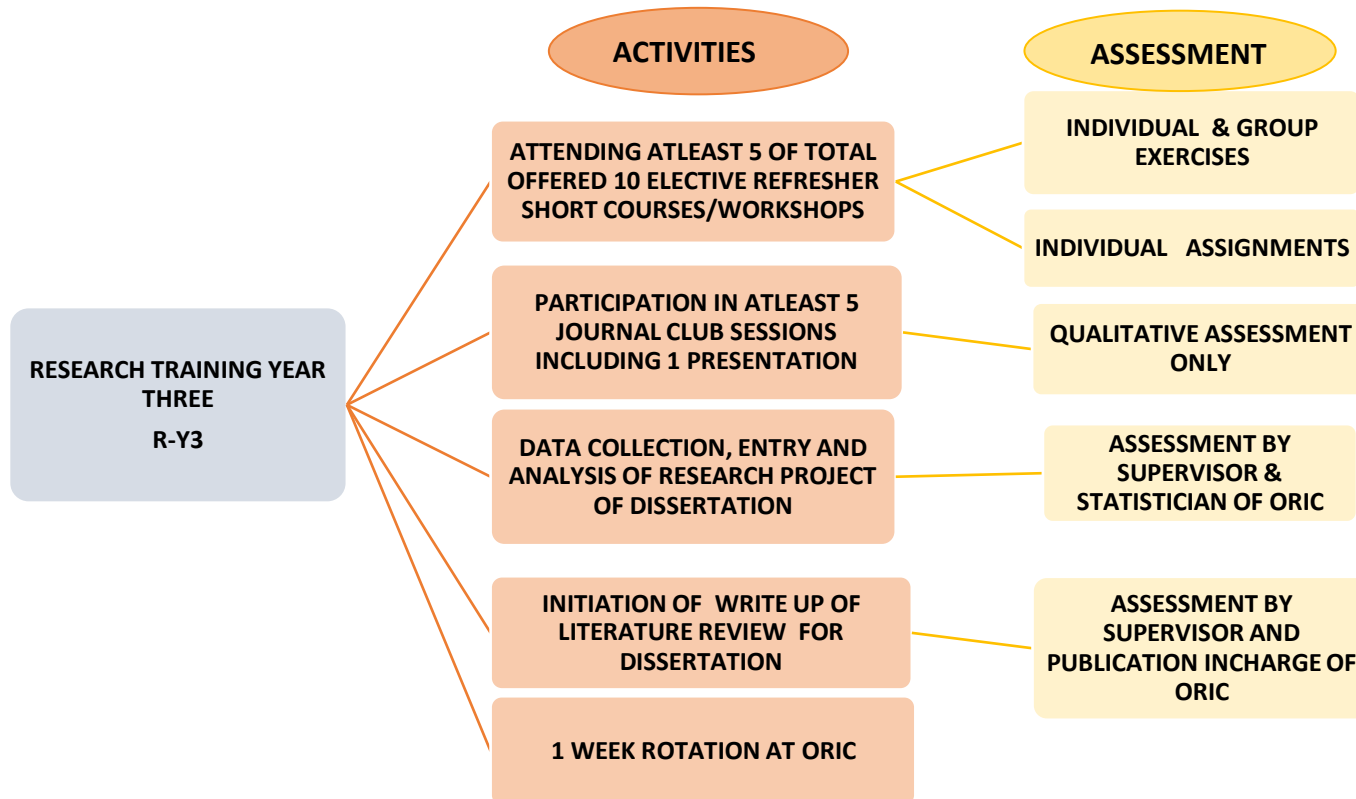 ACTIVITIES
ASSESSMENT
RESEARCH TRAINING YEAR
THREE
R-Y3
ATTENDING ATLEAST 5 OF TOTAL
OFFERED 10 ELECTIVE REFRESHER
SHORT COURSES/WORKSHOPS
INDIVIDUAL & GROUP
EXERCISES
INDIVIDUAL ASSIGNMENTS
PARTICIPATION IN ATLEAST 5
JOURNAL CLUB SESSIONS
INCLUDING 1 PRESENTATION
QUALITATIVE ASSESSMENT
ONLY
DATA COLLECTION, ENTRY AND
ANALYSIS OF RESEARCH PROJECT
OF DISSERTATION
ASSESSMENT BY
SUPERVISOR &
STATISTICIAN OF ORIC
INITIATION OF WRITE UP OF
LITERATURE REVIEW FOR
DISSERTATION
ASSESSMENT BY
SUPERVISOR AND
PUBLICATION INCHARGE OF
ORIC
1 WEEK ROTATION AT ORIC